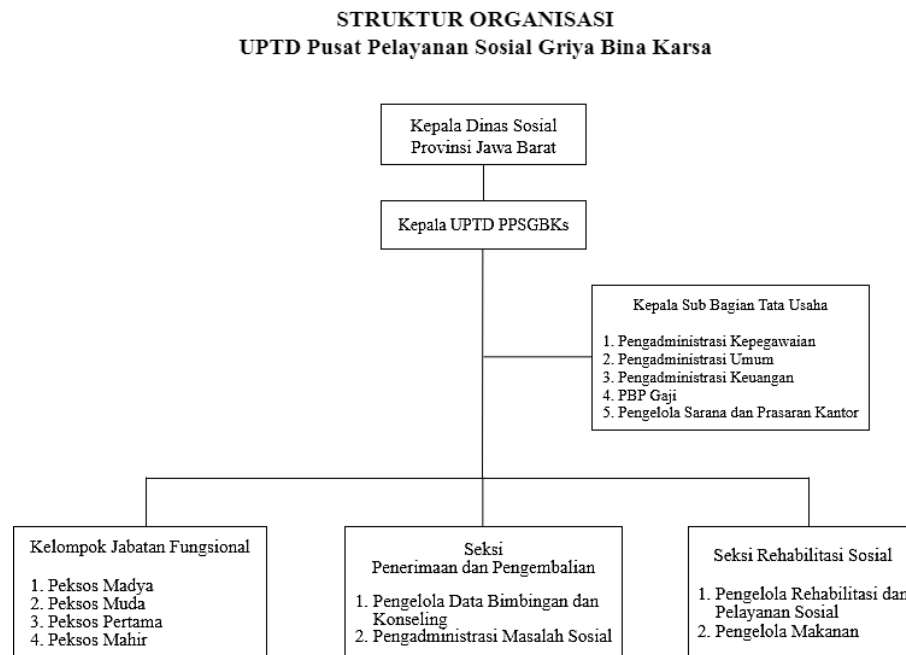 STRUKTUR ORGANISASI
UPTD Pusat Pelayanan Sosial Griya Bina Karsa
Kepala Dinas Sosial
Provinsi Jawa Barat
Kepala UPTD PPSGBKs
Kepala Sub Bagian Tata Usaha
1. Pengadministrasi Kepegawaian
2. Pengadministrasi Umum
3. Pengadministrasi Keuangan
4. PBP Gaji
5. Pengelola Sarana dan Prasaran Kantor
Kelompok Jabatan Fungsional
1. Peksos Madya
2. Peksos Muda
3. Peksos Pertama
4. Peksos Mahir
Seksi
Penerimaan dan Pengembalian
1. Pengelola Data Bimbingan dan
Konseling
2. Pengadministrasi Masalah Sosial
Seksi Rehabilitasi Sosial
1. Pengelola Rehabilitasi dan
Pelayanan Sosial
2. Pengelola Makanan